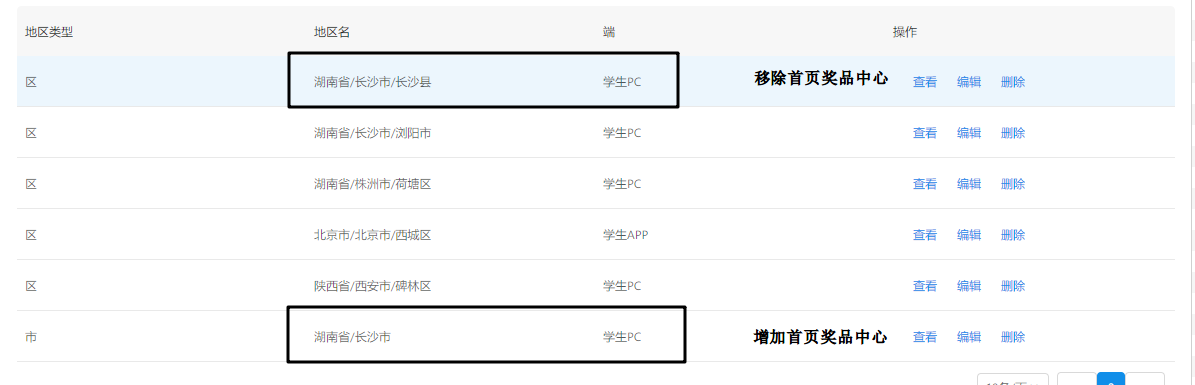 地区类型 地区名 端 操作
区 湖南省/长沙市/长沙县 学生PC 移除首页奖品中心 查看 编辑 删除
区 湖南省/长沙市/浏阳市 学生PC 查看 编辑 删除
区 湖南省/株洲市/荷塘区 学生PC 查看 编辑 删除
区 北京市/北京市/西城区 学生APP 查看 编辑 删除
区 陕西省/西安市/碑林区 学生PC 查看 编辑 删除
市 湖南省/长沙市 学生PC 增加首页奖品中心 查看 编辑 删除